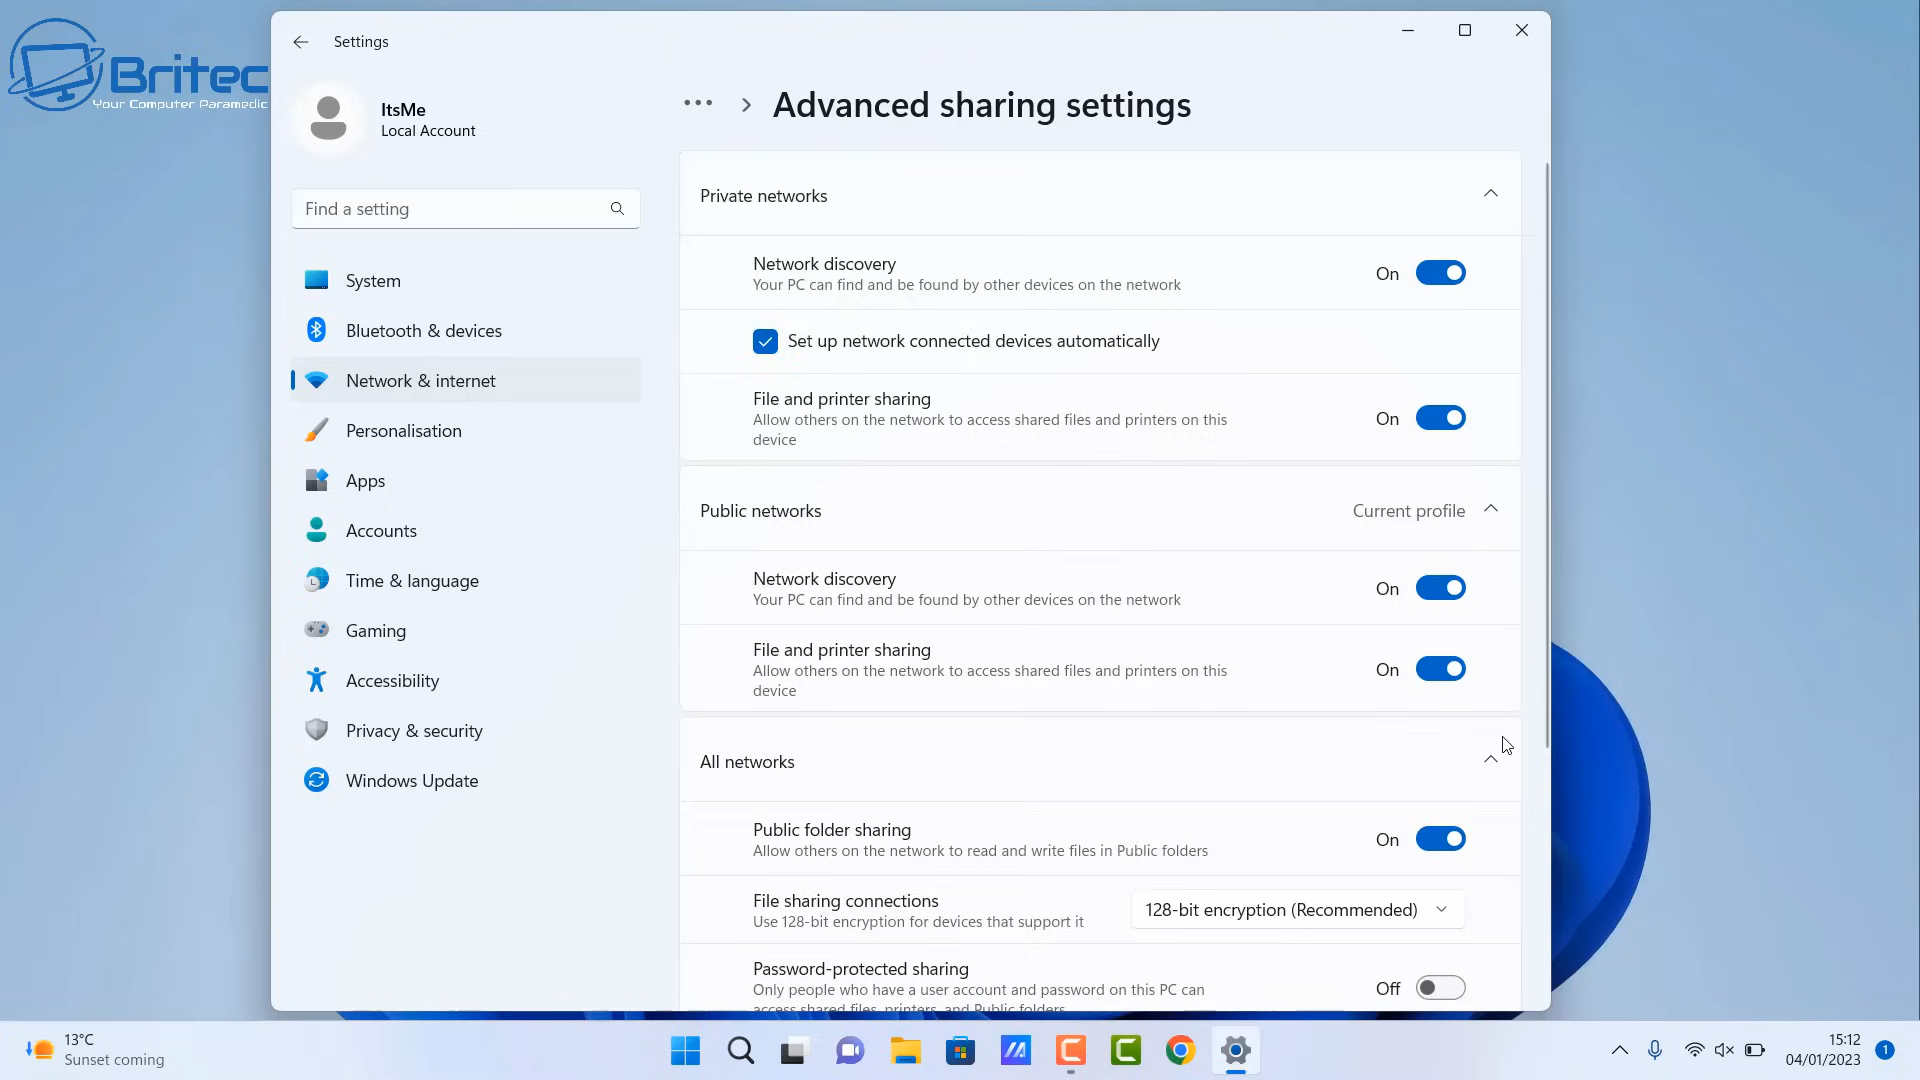 Britec
Your Computer Paramedic
Settings
ItsMe
Local Account
Find a setting
System
Bluetooth & devices
Network & internet
Personalisation
Apps
Accounts
Time & language
Gaming
Accessibility
Privacy & security
Windows Update
Advanced sharing settings
Private networks
Network discovery
Your PC can find and be found by other devices on the network
On
Set up network connected devices automatically
File and printer sharing
Allow others on the network to access shared files and printers on this
device
On
Public networks
Current profile
Network discovery
Your PC can find and be found by other devices on the network
On
File and printer sharing
Allow others on the network to access shared files and printers on this
device
On
All networks
Public folder sharing
Allow others on the network to read and write files in Public folders
On
File sharing connections
Use 128-bit encryption for devices that support it
128-bit encryption (Recommended)
Password-protected sharing
Only people who have a user account and password on this PC can
access shared files, printers, and Public folders
Off
13°C
Sunset coming
15:12
04/01/2023
1